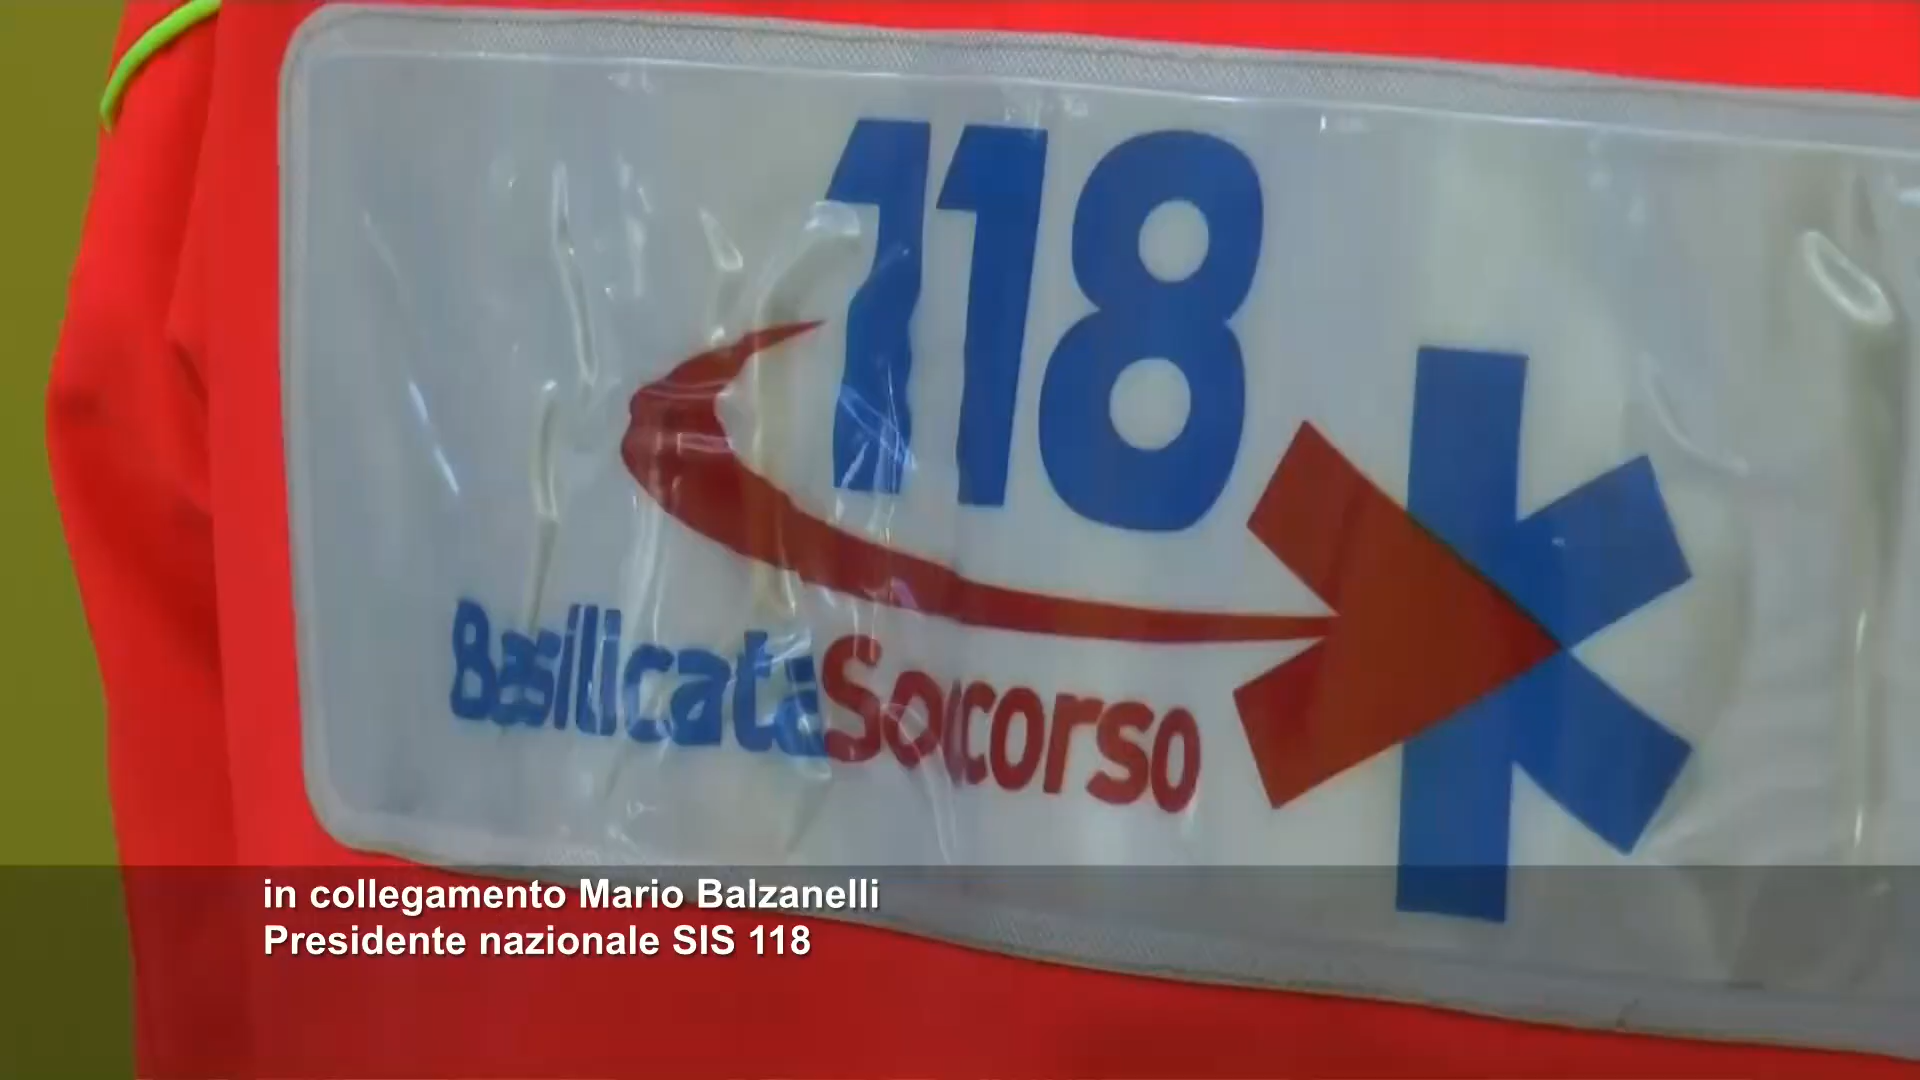 118
BasilicataSoccorso
in collegamento Mario Balzanelli
Presidente nazionale SIS 118